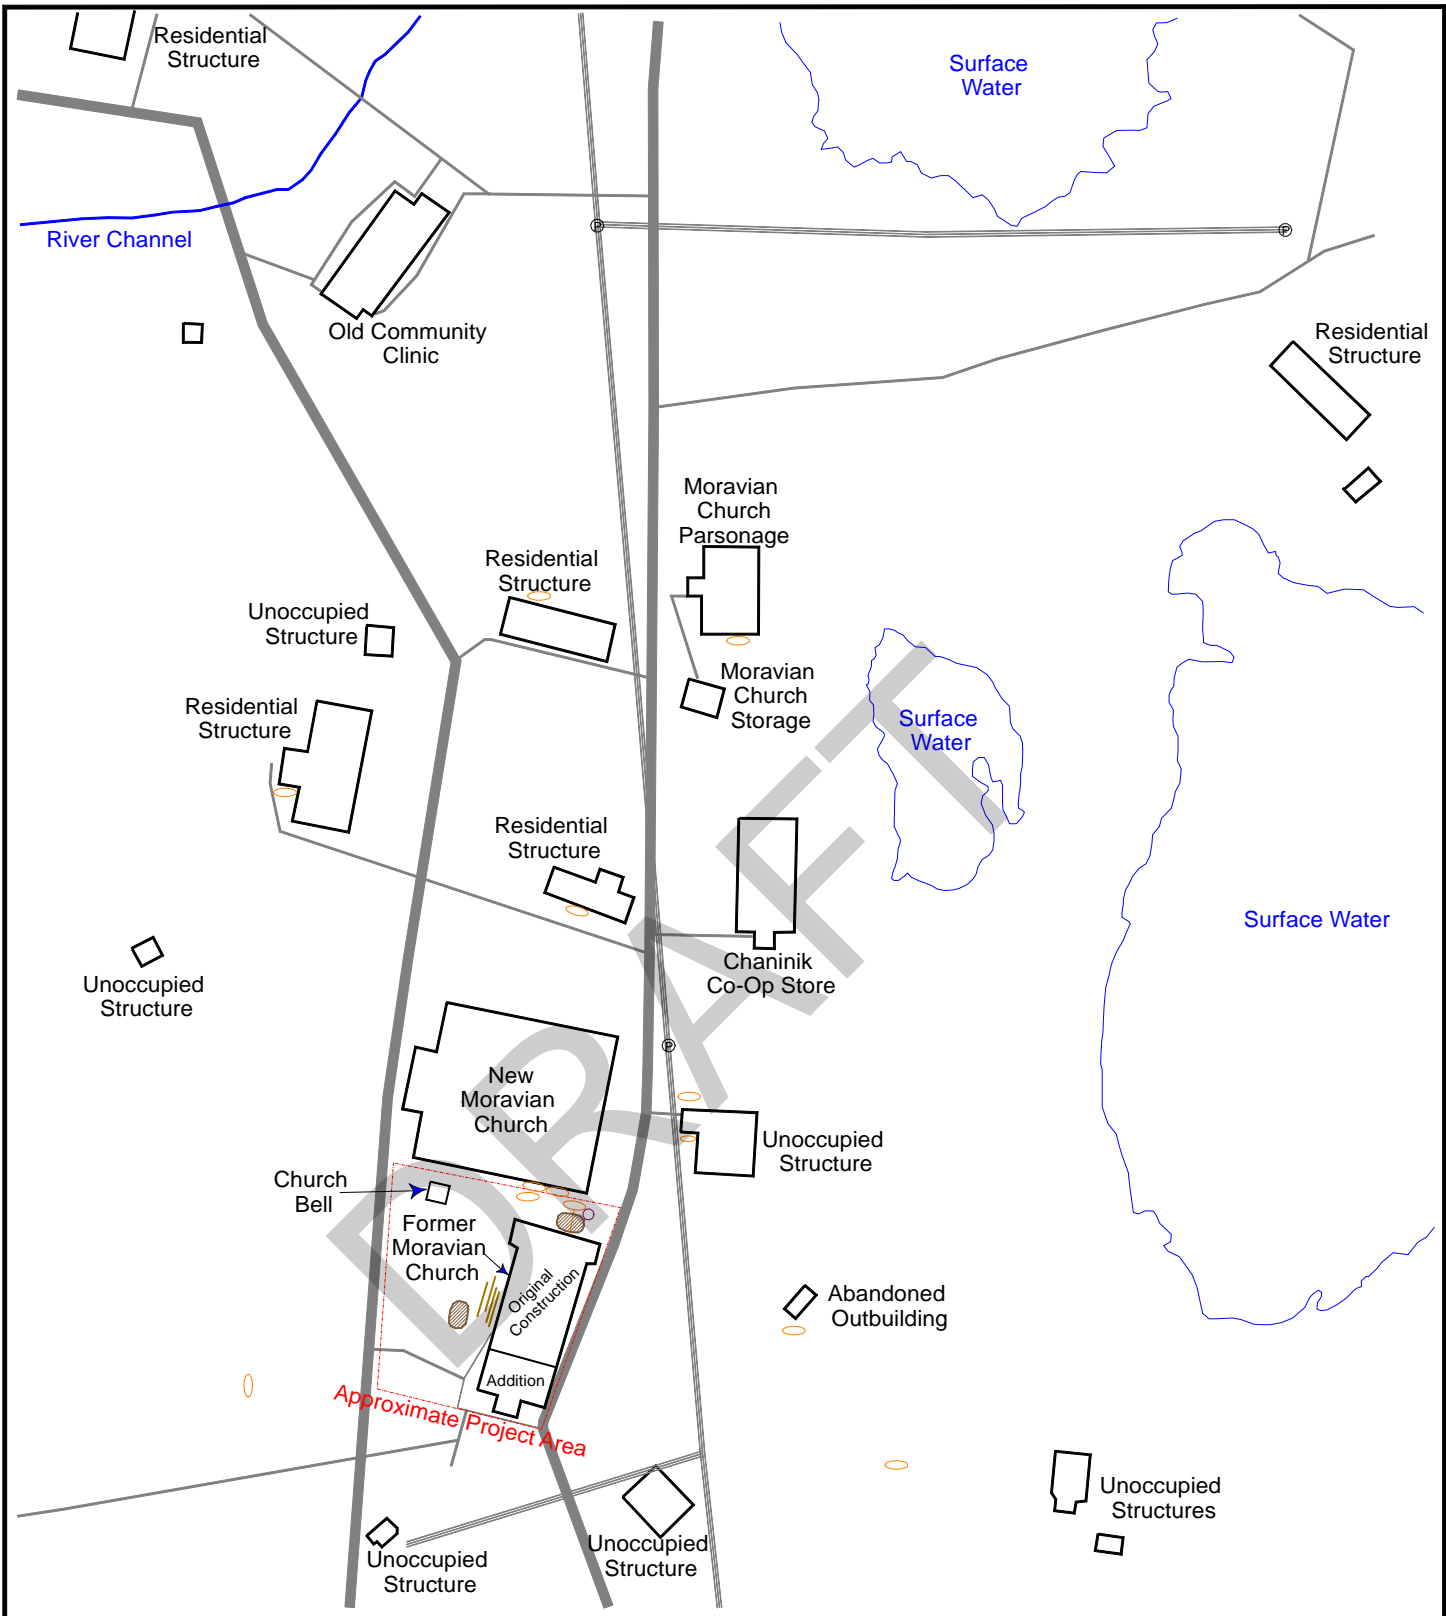 Residential
Structure
Surface
Water
River Channel
P
P
Old Community
Clinic
Residential
Structure
Moravian
Church
Parsonage
Residential
Structure
Unoccupied
Structure
Moravian
Church
Storage
Residential
Structure
Surface
Water
Residential
Structure
Surface Water
Chaninik
Co-Op Store
Unoccupied
Structure
P
New
Moravian
Church
Unoccupied
Structure
Church
Bell
Former
Moravian
Church
Original
Construction
Abandoned
Outbuilding
Addition
Approximate Project Area
Unoccupied
Structures
Unoccupied
Structure
Unoccupied
Structure
DRAFT